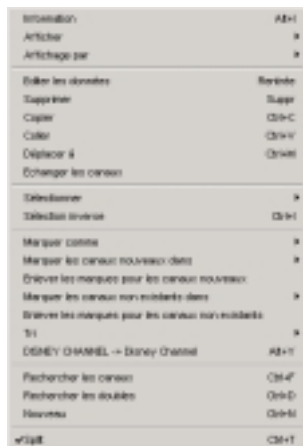 Information Alt+I
Afficher
Affichage par
Editer les données Rentrée
Supprimer Suppr
Copier Ctrl+C
Coller Ctrl+V
Déplacer à Ctrl+M
Echanger les canaux
Sélectionner
Sélection inverse Ctrl+I
Marquer comme
Marquer les canaux nouveaux dans
Enlever les marques pour les canaux nouveaux
Marquer les canaux non existants dans
Enlever les marques pour les canaux non existants
Tri
DISNEY CHANNEL -> Disney Channel Alt+Y
Rechercher les canaux Ctrl+F
Rechercher les doubles Ctrl+D
Nouveau Ctrl+N
Split Ctrl+T